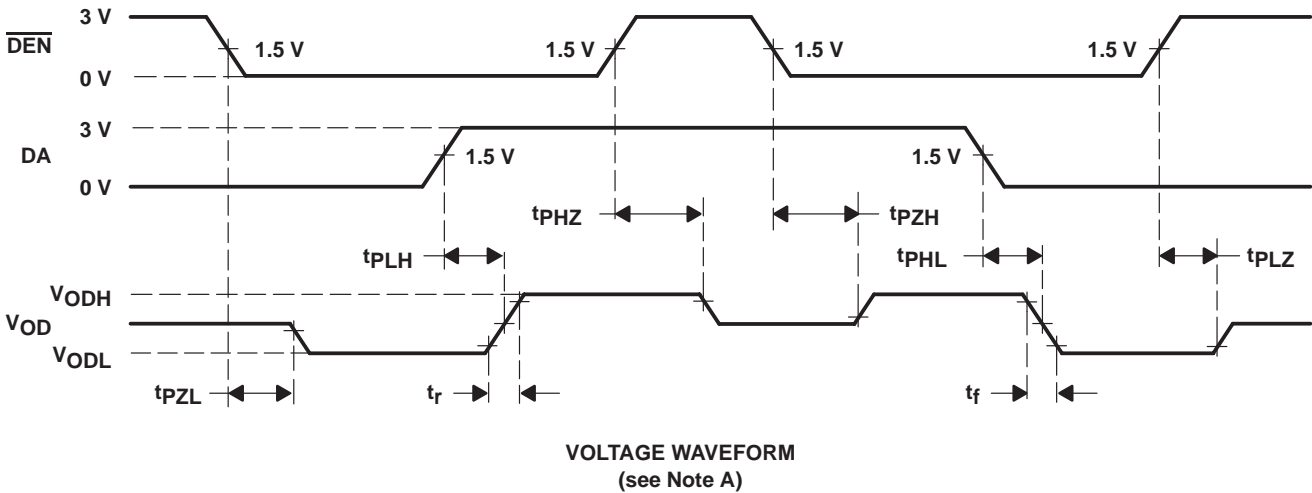 3 V
DEN
1.5 V
1.5 V
1.5 V
1.5 V
0 V
3 V
DA
1.5 V
1.5 V
0 V
tPHZ
tPZH
tPLH
tPHL
tPLZ
VODH
VOD
VODL
tPZL
tr
tf
VOLTAGE WAVEFORM
(see Note A)